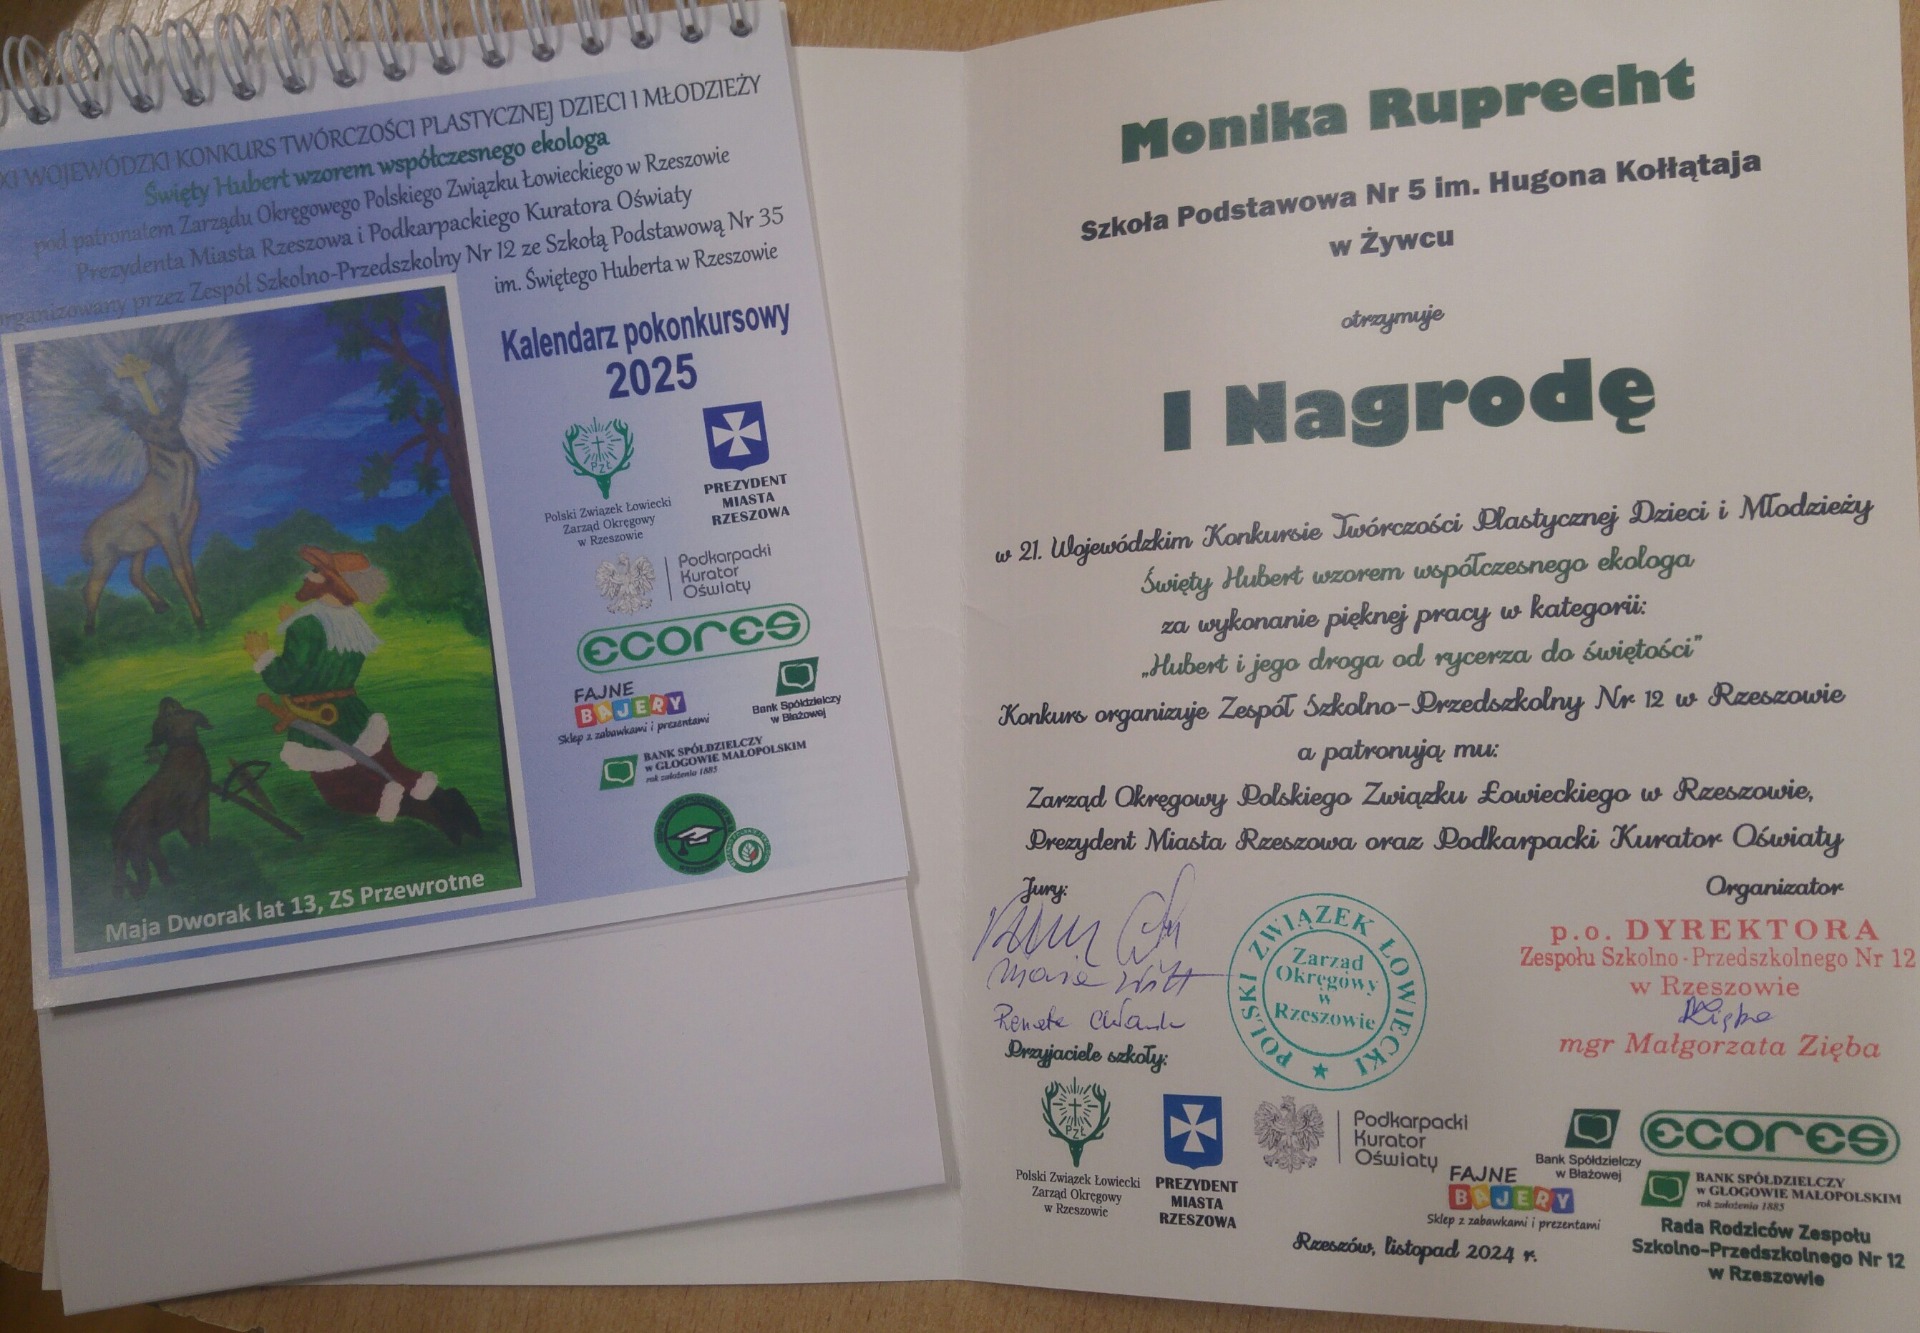 XI WOJEWÓDZKI KONKURS TWÓRCZOŚCI PLASTYCZNEJ DZIECI I MŁODZIEŻY
Święty Hubert wzorem współczesnego ekologa
pod patronatem Zarządu Okręgowego Polskiego Związku Łowieckiego w Rzeszowie
Prezydenta Miasta Rzeszowa i Podkarpackiego Kuratora Oświaty
organizowany przez Zespół Szkolno-Przedszkolny Nr 12 ze Szkołą Podstawową Nr 35
im. Świętego Huberta w Rzeszowie
Kalendarz pokonkursowy
2025
PZŁ
Polski Związek Łowiecki
Zarząd Okręgowy
w Rzeszowie
PREZYDENT
MIASTA
RZESZOWA
Podkarpacki
Kurator
Oświaty
ECORES
FAJNE
BAJERY
Sklep z zabawkami i prezentami
Bank Spółdzielczy
w Błażowej
BANK SPÓŁDZIELCZY
w GŁOGOWIE MAŁOPOLSKIM
rok założenia 1885
Maja Dworak lat 13, ZS Przewrotne
Monika Ruprecht
Szkoła Podstawowa Nr 5 im. Hugona Kołłątaja
w Żywcu
otrzymuje
I Nagrodę
w 21. Wojewódzkim Konkursie Twórczości Plastycznej Dzieci i Młodzieży
Święty Hubert wzorem współczesnego ekologa
za wykonanie pięknej pracy w kategorii:
„Hubert i jego droga od rycerza do świętości"
Konkurs organizuje Zespół Szkolno-Przedszkolny Nr 12 w Rzeszowie
a patronują mu:
Zarząd Okręgowy Polskiego Związku Łowieckiego w Rzeszowie,
Prezydent Miasta Rzeszowa oraz Podkarpacki Kurator Oświaty
Jury:
Organizator
Renata
POLSKI ZWIĄZEK ŁOWIECKI
Zarząd
Okręgowy
w
Rzeszowie
p.o. DYREKTORA
Zespołu Szkolno-Przedszkolnego Nr 12
w Rzeszowie
mgr Małgorzata Zięba
Przyjaciele szkoły:
PZŁ
Polski Związek Łowiecki
Zarząd Okręgowy
w Rzeszowie
PREZYDENT
MIASTA
RZESZOWA
Podkarpacki
Kurator
Oświaty
FAJNE
BAJERY
Sklep z zabawkami i prezentami
Bank Spółdzielczy
w Błażowej
ECORES
BANK SPÓŁDZIELCZY
w GŁOGOWIE MAŁOPOLSKIM
rok założenia 1885
Rada Rodziców Zespołu
Szkolno-Przedszkolnego Nr 12
w Rzeszowie
Rzeszów, listopad 2024 r.